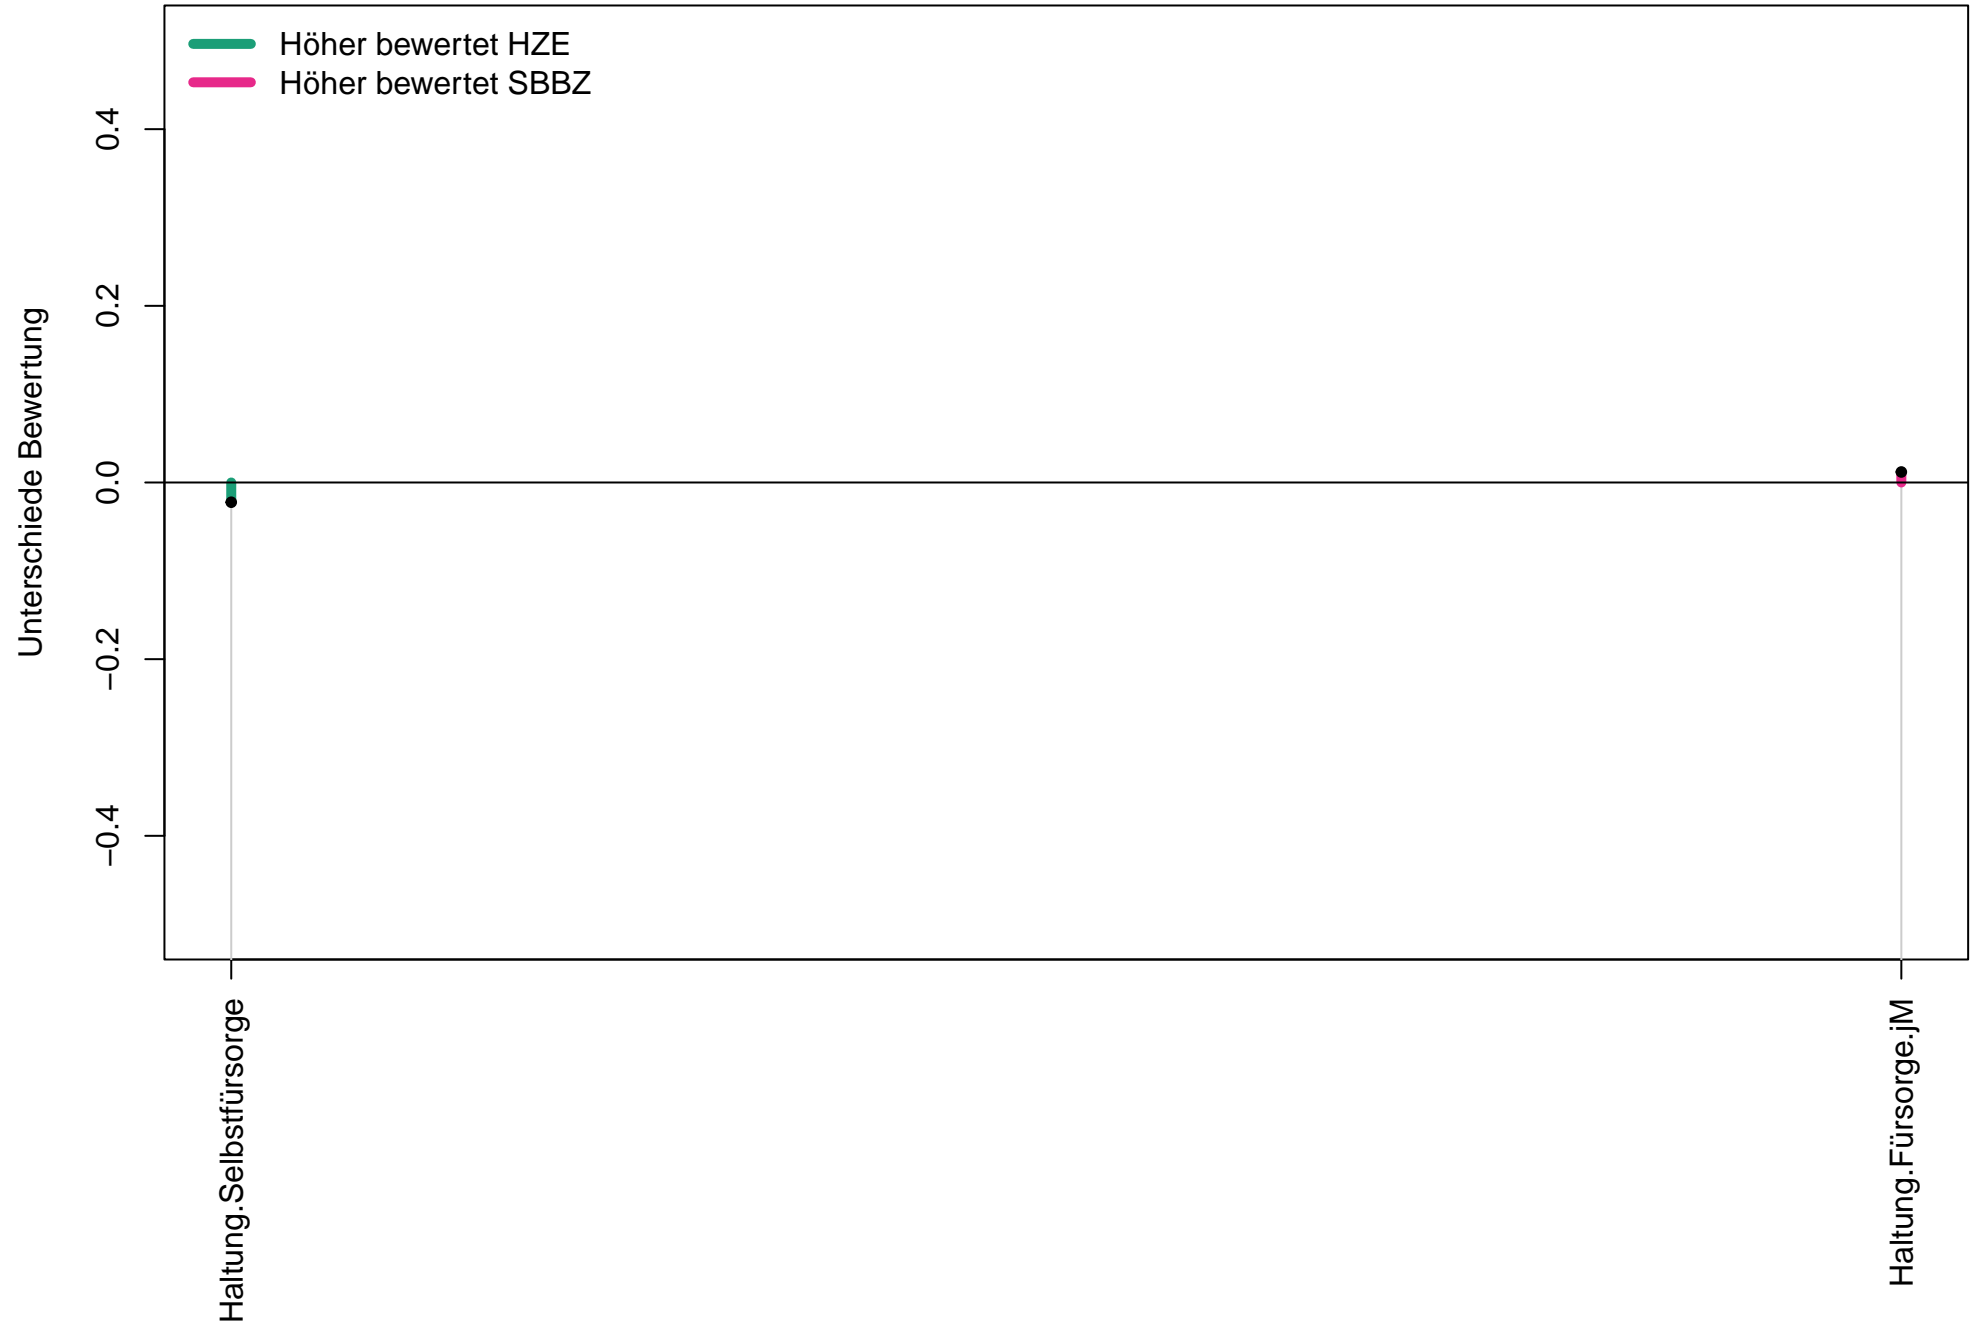 Höher bewertet HZE
Höher bewertet SBBZ
Unterschiede Bewertung
0.4
0.2
0.0
−0.2
−0.4
Haltung.Selbstfürsorge
Haltung.Fürsorge.jM